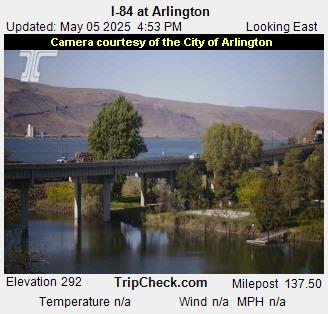 I-84 at Arlington
Updated: May 05 2025 4:53 PM Looking East
Camera courtesy of the City of Arlington
Elevation 292 TripCheck.com Milepost 137.50
Temperature n/a Wind n/a MPH n/a